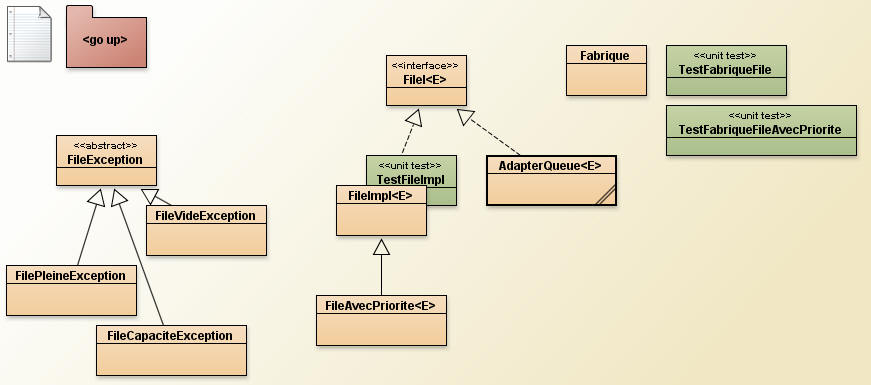 <go up>
<<interface>>
FileI<E>
Fabrique
<<unit test>>
TestFabriqueFile
<<unit test>>
TestFabriqueFileAvecPriorite
<<abstract>>
FileException
<<unit test>>
TestFileImpl
AdapterQueue<E>
FileImpl<E>
FileVideException
FilePleineException
FileAvecPriorite<E>
FileCapaciteException